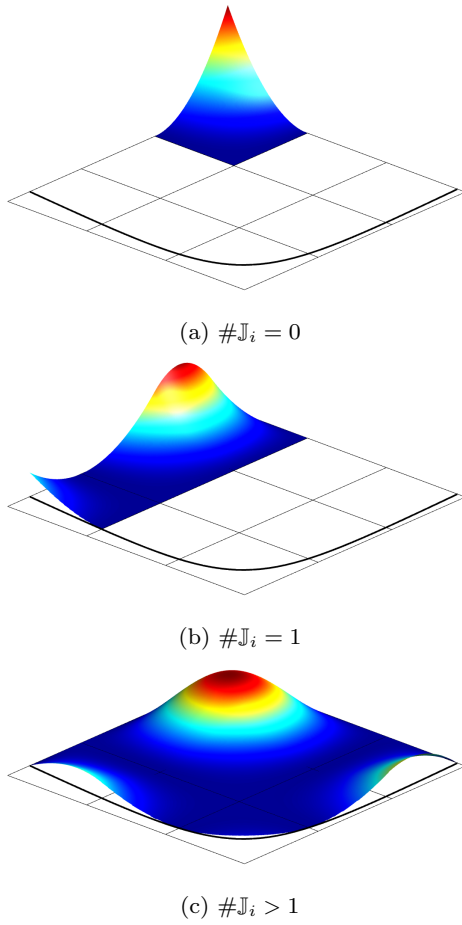 (a) #𝕁ᵢ = 0
(b) #𝕁ᵢ = 1
(c) #𝕁ᵢ > 1